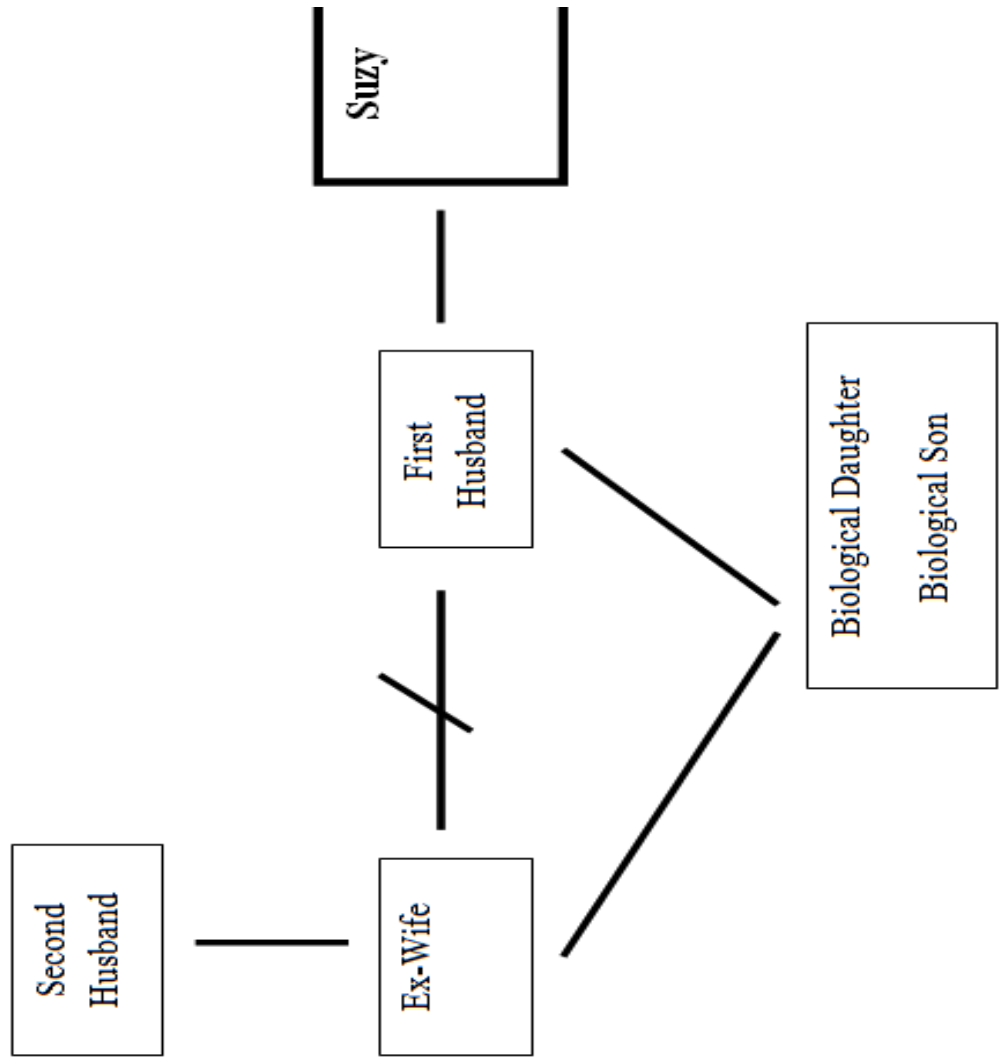 Suzy
First
Husband
Biological Daughter
Biological Son
Second
Husband
Ex-Wife